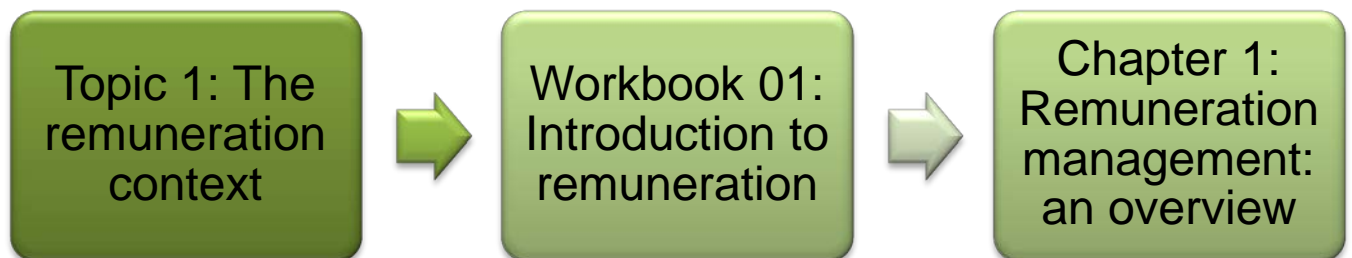 Topic 1: The
remuneration
context
Workbook 01:
Introduction to
remuneration
Chapter 1:
Remuneration
management:
an overview